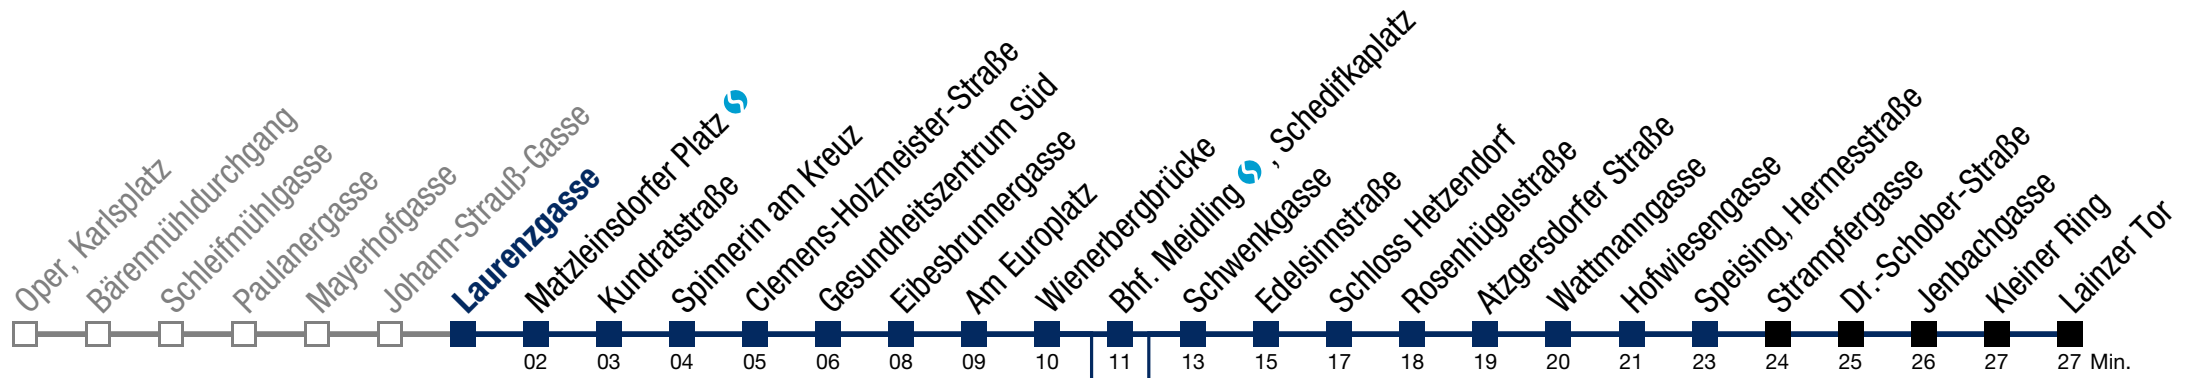 Oper, Karlsplatz
Bärenmühldurchgang
Schleifmühlgasse
Paulanergasse
Mayerhofgasse
Johann-Strauß-Gasse
Laurenzgasse
Matzleinsdorfer Platz
Kundratstraße
Spinnerin am Kreuz
Clemens-Holzmeister-Straße
Gesundheitszentrum Süd
Eibesbrunnergasse
Am Europlatz
Wienerbergbrücke
Bhf. Meidling , Schedifkaplatz
Schwenkgasse
Edelsinnstraße
Schloss Hetzendorf
Rosenhügelstraße
Atzgersdorfer Straße
Wattmanngasse
Hofwiesengasse
Speising, Hermesstraße
Strampfergasse
Dr.-Schober-Straße
Jenbachgasse
Kleiner Ring
Lainzer Tor
02 03 04 05 06 08 09 10 11 13 15 17 18 19 20 21 23 24 25 26 27 27 Min.